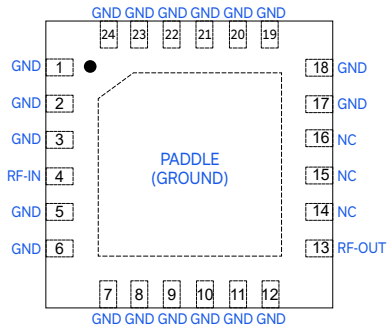 GND GND GND GND GND GND
24 23 22 21 20 19
GND 1 18 GND
GND 2 17 GND
GND 3 16 NC
RF-IN 4 PADDLE 15 NC
(GROUND)
GND 5 14 NC
GND 6 13 RF-OUT
7 8 9 10 11 12
GND GND GND GND GND GND